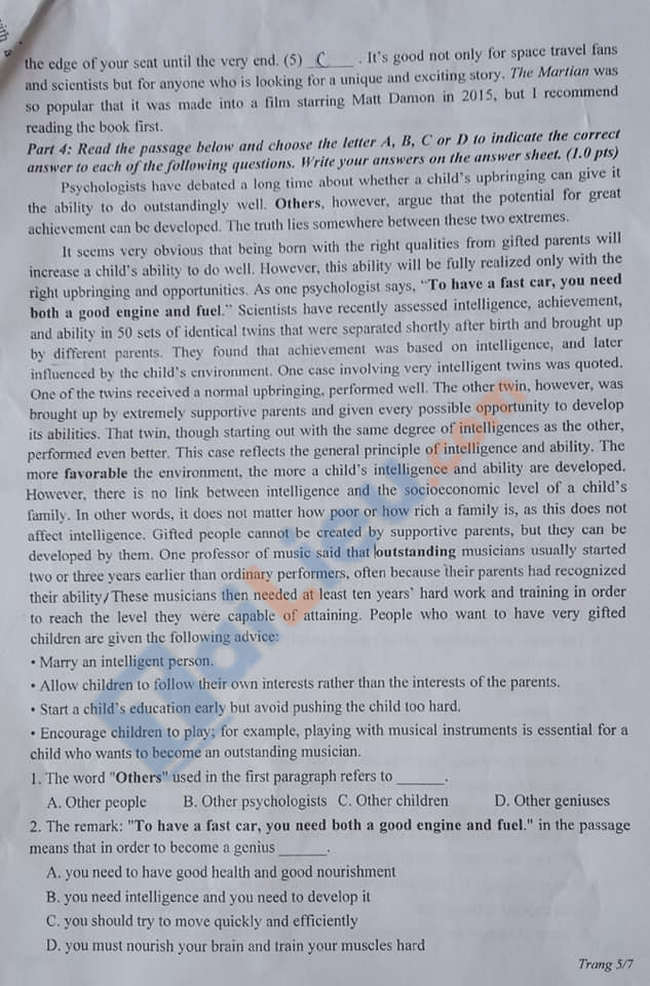 the edge of your seat until the very end. (5) __C__ . It's good not only for space travel fans
and scientists but for anyone who is looking for a unique and exciting story. The Martian was
so popular that it was made into a film starring Matt Damon in 2015, but I recommend
reading the book first.
Part 4: Read the passage below and choose the letter A, B, C or D to indicate the correct
answer to each of the following questions. Write your answers on the answer sheet. (1.0 pts)
Psychologists have debated a long time about whether a child's upbringing can give it
the ability to do outstandingly well. Others, however, argue that the potential for great
achievement can be developed. The truth lies somewhere between these two extremes.
It seems very obvious that being born with the right qualities from gifted parents will
increase a child's ability to do well. However, this ability will be fully realized only with the
right upbringing and opportunities. As one psychologist says, "To have a fast car, you need
both a good engine and fuel." Scientists have recently assessed intelligence, achievement,
and ability in 50 sets of identical twins that were separated shortly after birth and brought up
by different parents. They found that achievement was based on intelligence, and later
influenced by the child's environment. One case involving very intelligent twins was quoted.
One of the twins received a normal upbringing, performed well. The other twin, however, was
brought up by extremely supportive parents and given every possible opportunity to develop
its abilities. That twin, though starting out with the same degree of intelligences as the other,
performed even better. This case reflects the general principle of intelligence and ability. The
more favorable the environment, the more a child's intelligence and ability are developed.
However, there is no link between intelligence and the socioeconomic level of a child's
family. In other words, it does not matter how poor or how rich a family is, as this does not
affect intelligence. Gifted people cannot be created by supportive parents, but they can be
developed by them. One professor of music said that outstanding musicians usually started
two or three years earlier than ordinary performers, often because their parents had recognized
their ability. These musicians then needed at least ten years' hard work and training in order
to reach the level they were capable of attaining. People who want to have very gifted
children are given the following advice:
• Marry an intelligent person.
• Allow children to follow their own interests rather than the interests of the parents.
• Start a child's education early but avoid pushing the child too hard.
• Encourage children to play; for example, playing with musical instruments is essential for a
child who wants to become an outstanding musician.
1. The word "Others" used in the first paragraph refers to ______.
A. Other people B. Other psychologists C. Other children D. Other geniuses
2. The remark: "To have a fast car, you need both a good engine and fuel." in the passage
means that in order to become a genius ______.
A. you need to have good health and good nourishment
B. you need intelligence and you need to develop it
C. you should try to move quickly and efficiently
D. you must nourish your brain and train your muscles hard
Trang 5/7